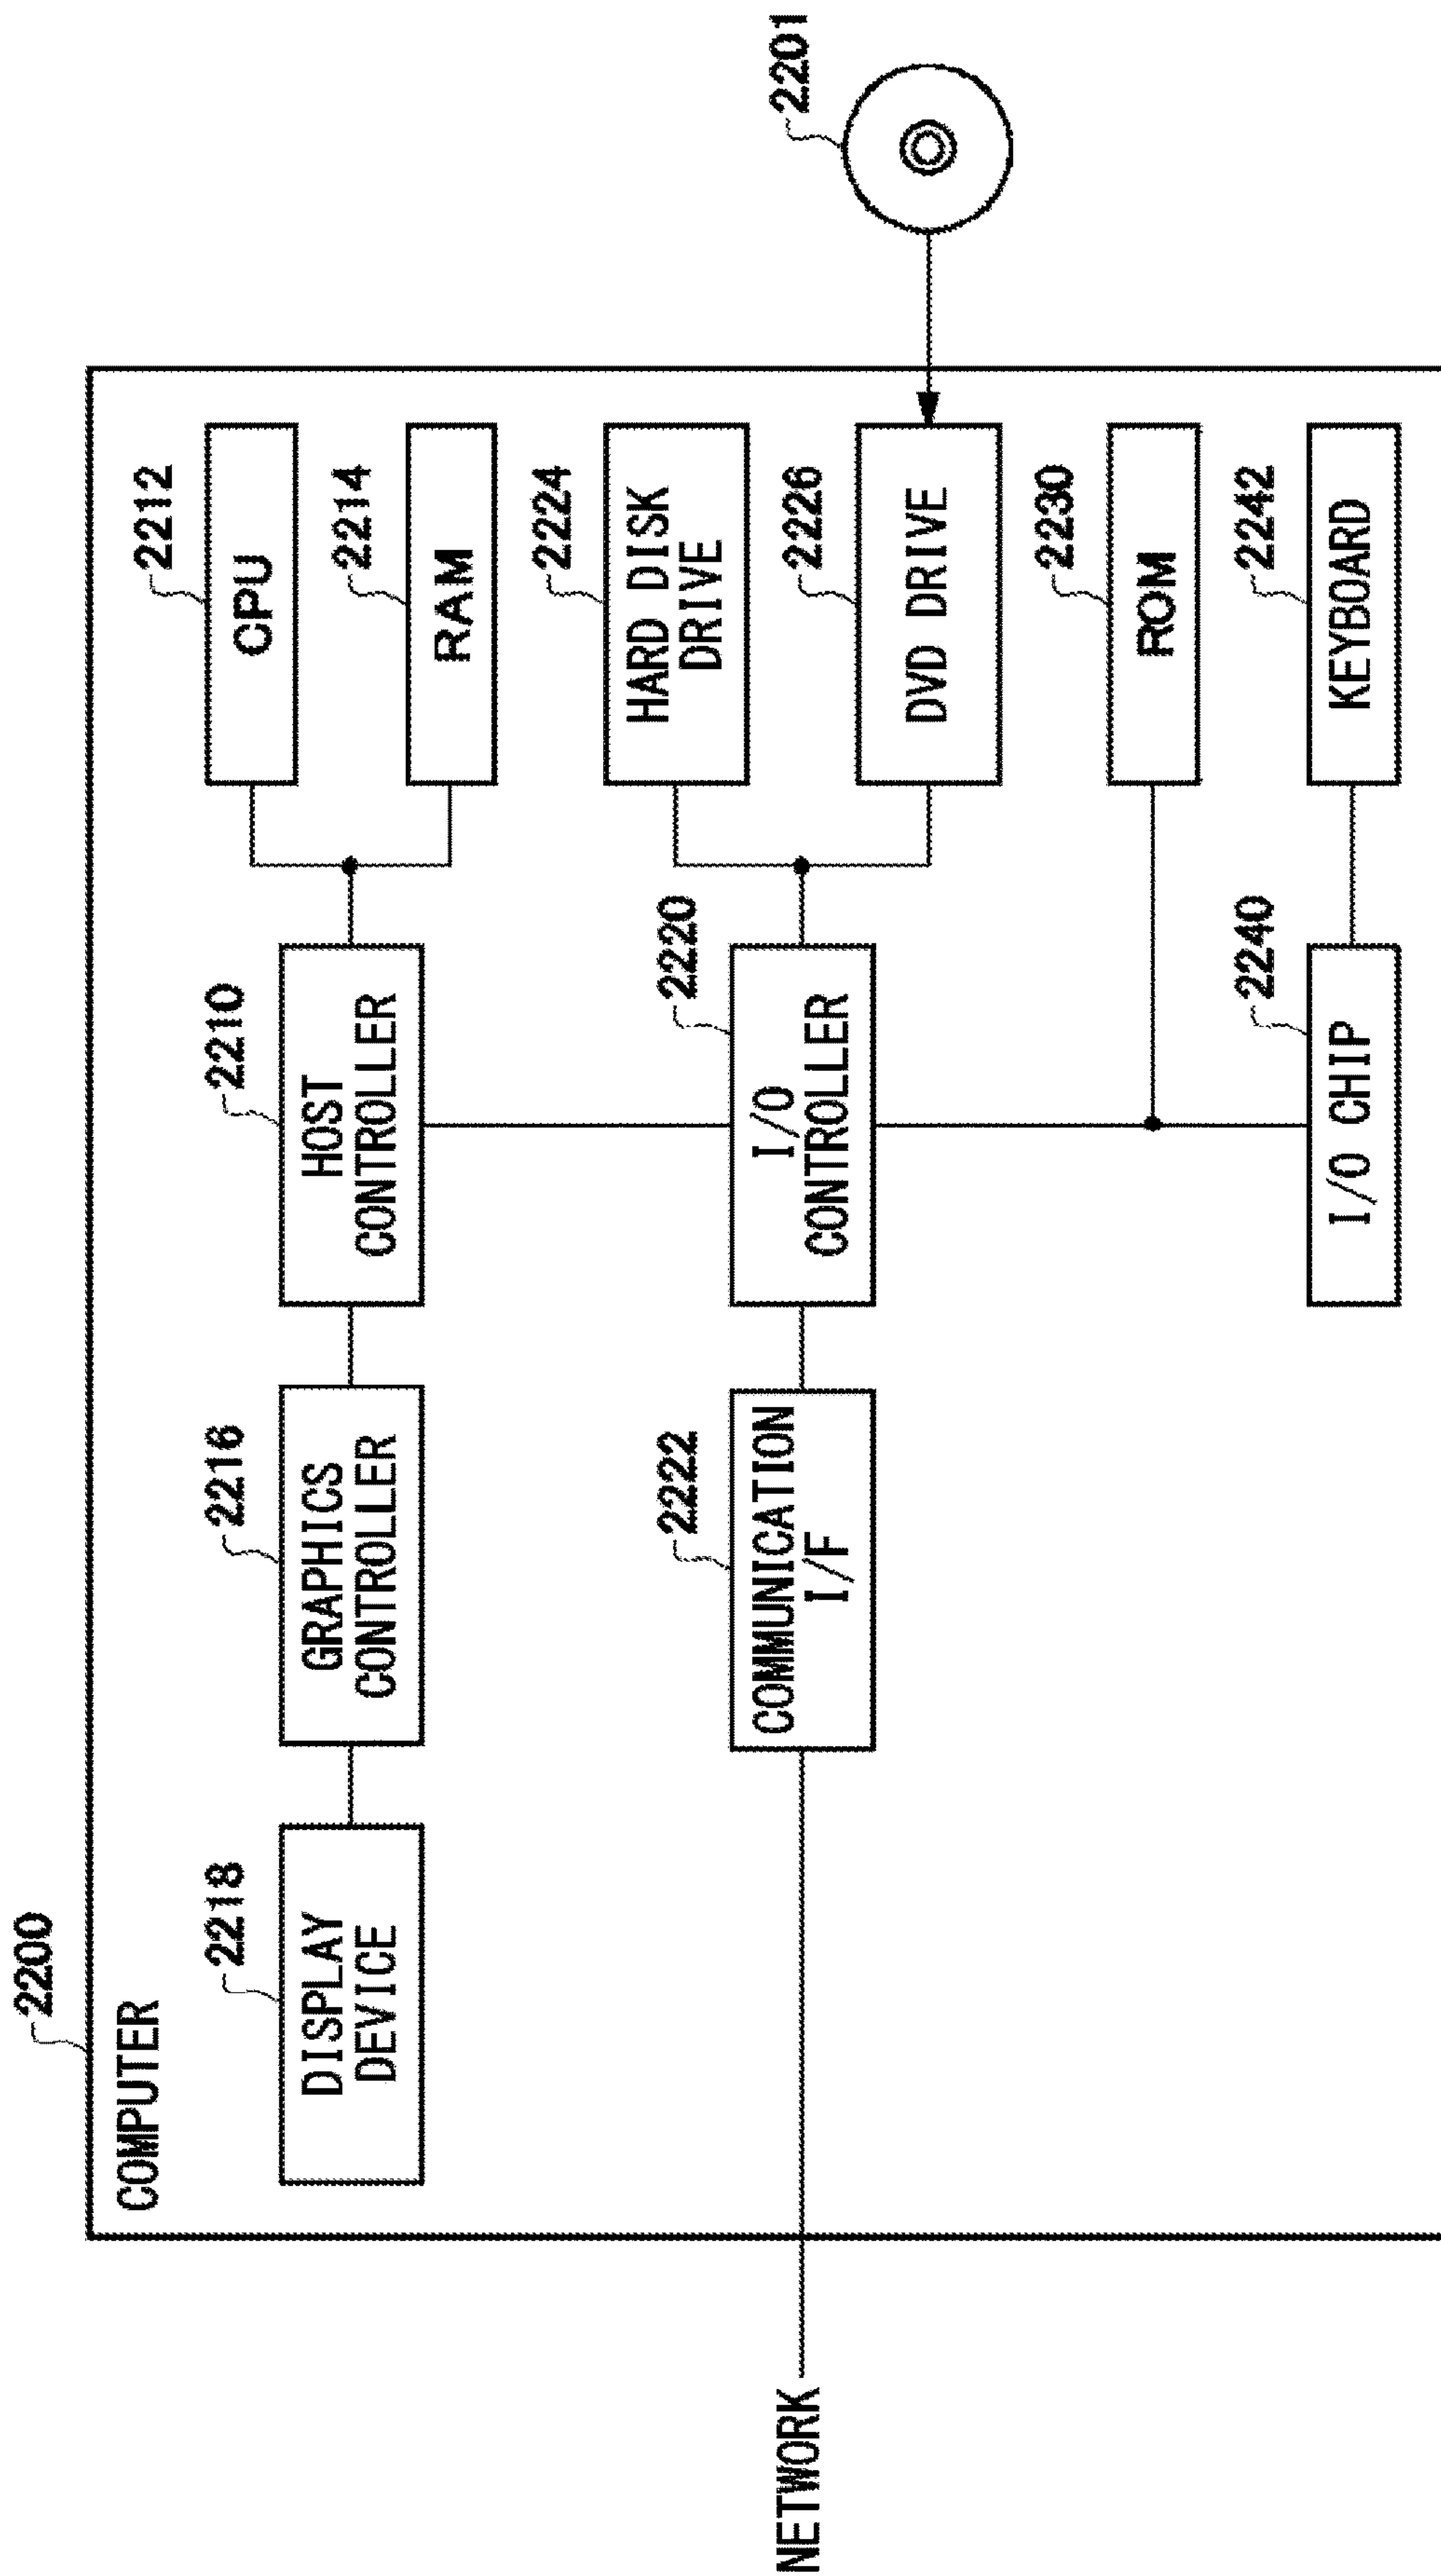 2200
COMPUTER
2212
CPU
2210
2216
2218
HOST
CONTROLLER
GRAPHICS
CONTROLLER
DISPLAY
DEVICE
2214
RAM
2224
HARD DISK
DRIVE
2201
2220
I/O
CONTROLLER
2222
COMMUNICATION
I/F
NETWORK
2226
DVD DRIVE
2230
ROM
2240
I/O CHIP
2242
KEYBOARD